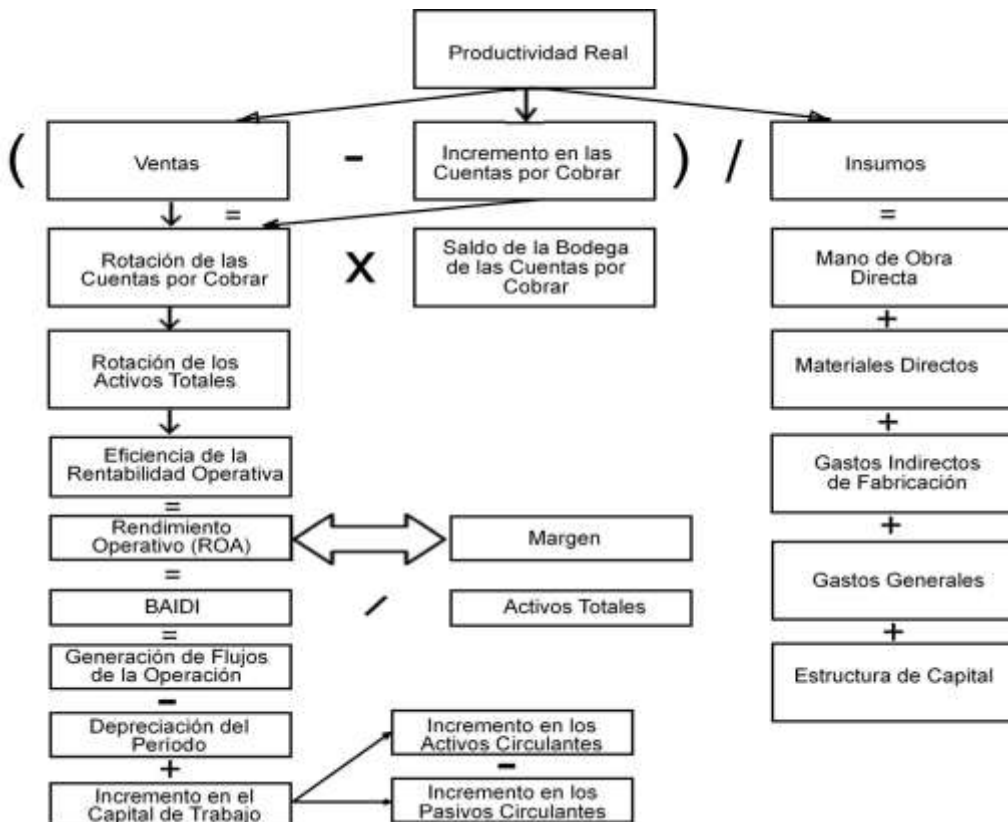 Productividad Real
(
Ventas
-
Incremento en las
Cuentas por Cobrar
)
/
Insumos
=
=
Rotación de las
Cuentas por Cobrar
X
Saldo de la Bodega
de las Cuentas por
Cobrar
Mano de Obra
Directa
+
Rotación de los
Activos Totales
Materiales Directos
+
Eficiencia de la
Rentabilidad Operativa
Gastos Indirectos
de Fabricación
=
Rendimiento
Operativo (ROA)
Margen
+
=
Gastos Generales
BAIDI
/
Activos Totales
+
=
Generación de Flujos
de la Operación
Estructura de Capital
-
Depreciación del
Período
Incremento en los
Activos Circulantes
+
-
Incremento en el
Capital de Trabajo
Incremento en los
Pasivos Circulantes